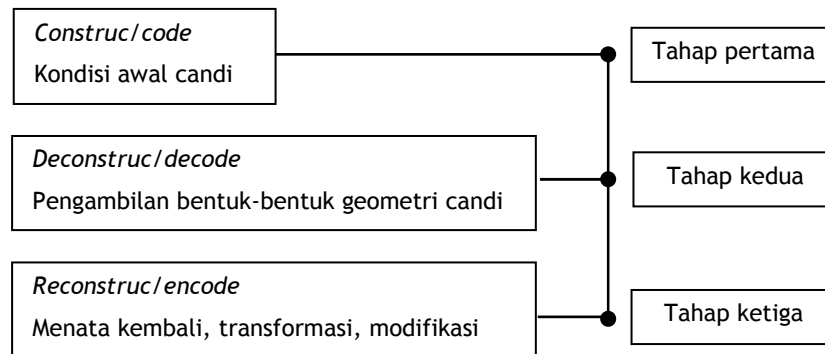 Construc/code
Kondisi awal candi
Tahap pertama
Deconstruc/decode
Pengambilan bentuk-bentuk geometri candi
Tahap kedua
Reconstruc/encode
Menata kembali, transformasi, modifikasi
Tahap ketiga